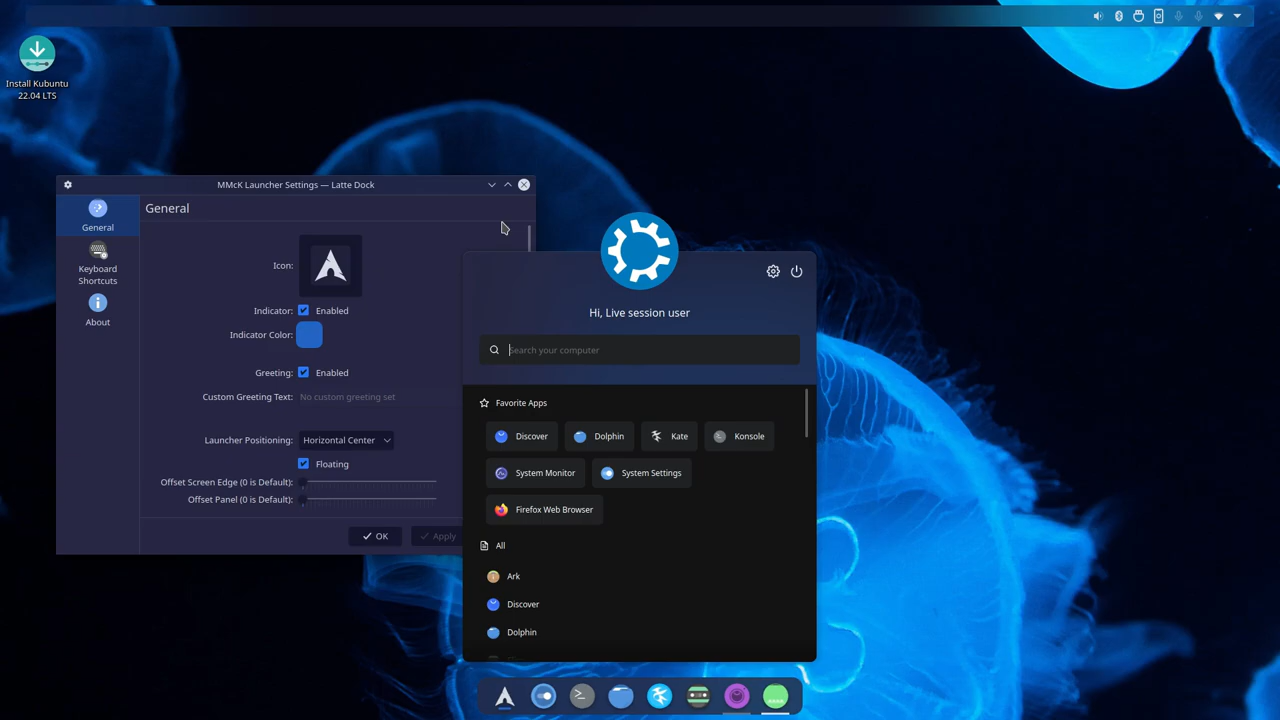 Install Kubuntu
22.04 LTS
MMcK Launcher Settings — Latte Dock
General
Keyboard
Shortcuts
About
General
Icon:
Indicator: Enabled
Indicator Color:
Greeting: Enabled
Custom Greeting Text: No custom greeting set
Launcher Positioning: Horizontal Center
Floating
Offset Screen Edge (0 is Default):
Offset Panel (0 is Default):
OK Apply
Hi, Live session user
Search your computer
Favorite Apps
Discover Dolphin Kate Konsole
System Monitor System Settings
Firefox Web Browser
All
Ark
Discover
Dolphin